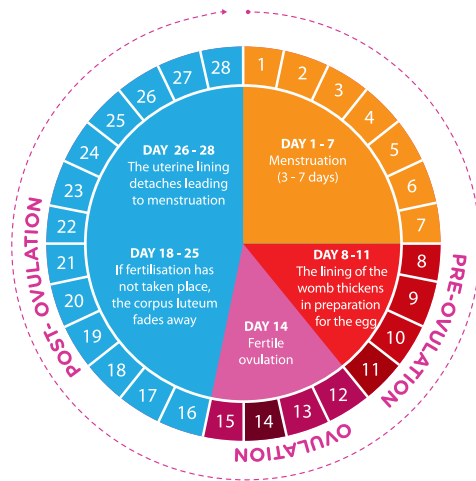 1
2
3
4
5
6
7
8
9
10
11
12
13
14
15
16
17
18
19
20
21
22
23
24
25
26
27
28
DAY 1 - 7
Menstruation
(3 - 7 days)
DAY 8 -11
The lining of the
womb thickens
in preparation
for the egg
DAY 14
Fertile
ovulation
DAY 18 - 25
If fertilisation has
not taken place,
the corpus luteum
fades away
DAY 26 - 28
The uterine lining
detaches leading
to menstruation
PRE-OVULATION
OVULATION
POST- OVULATION